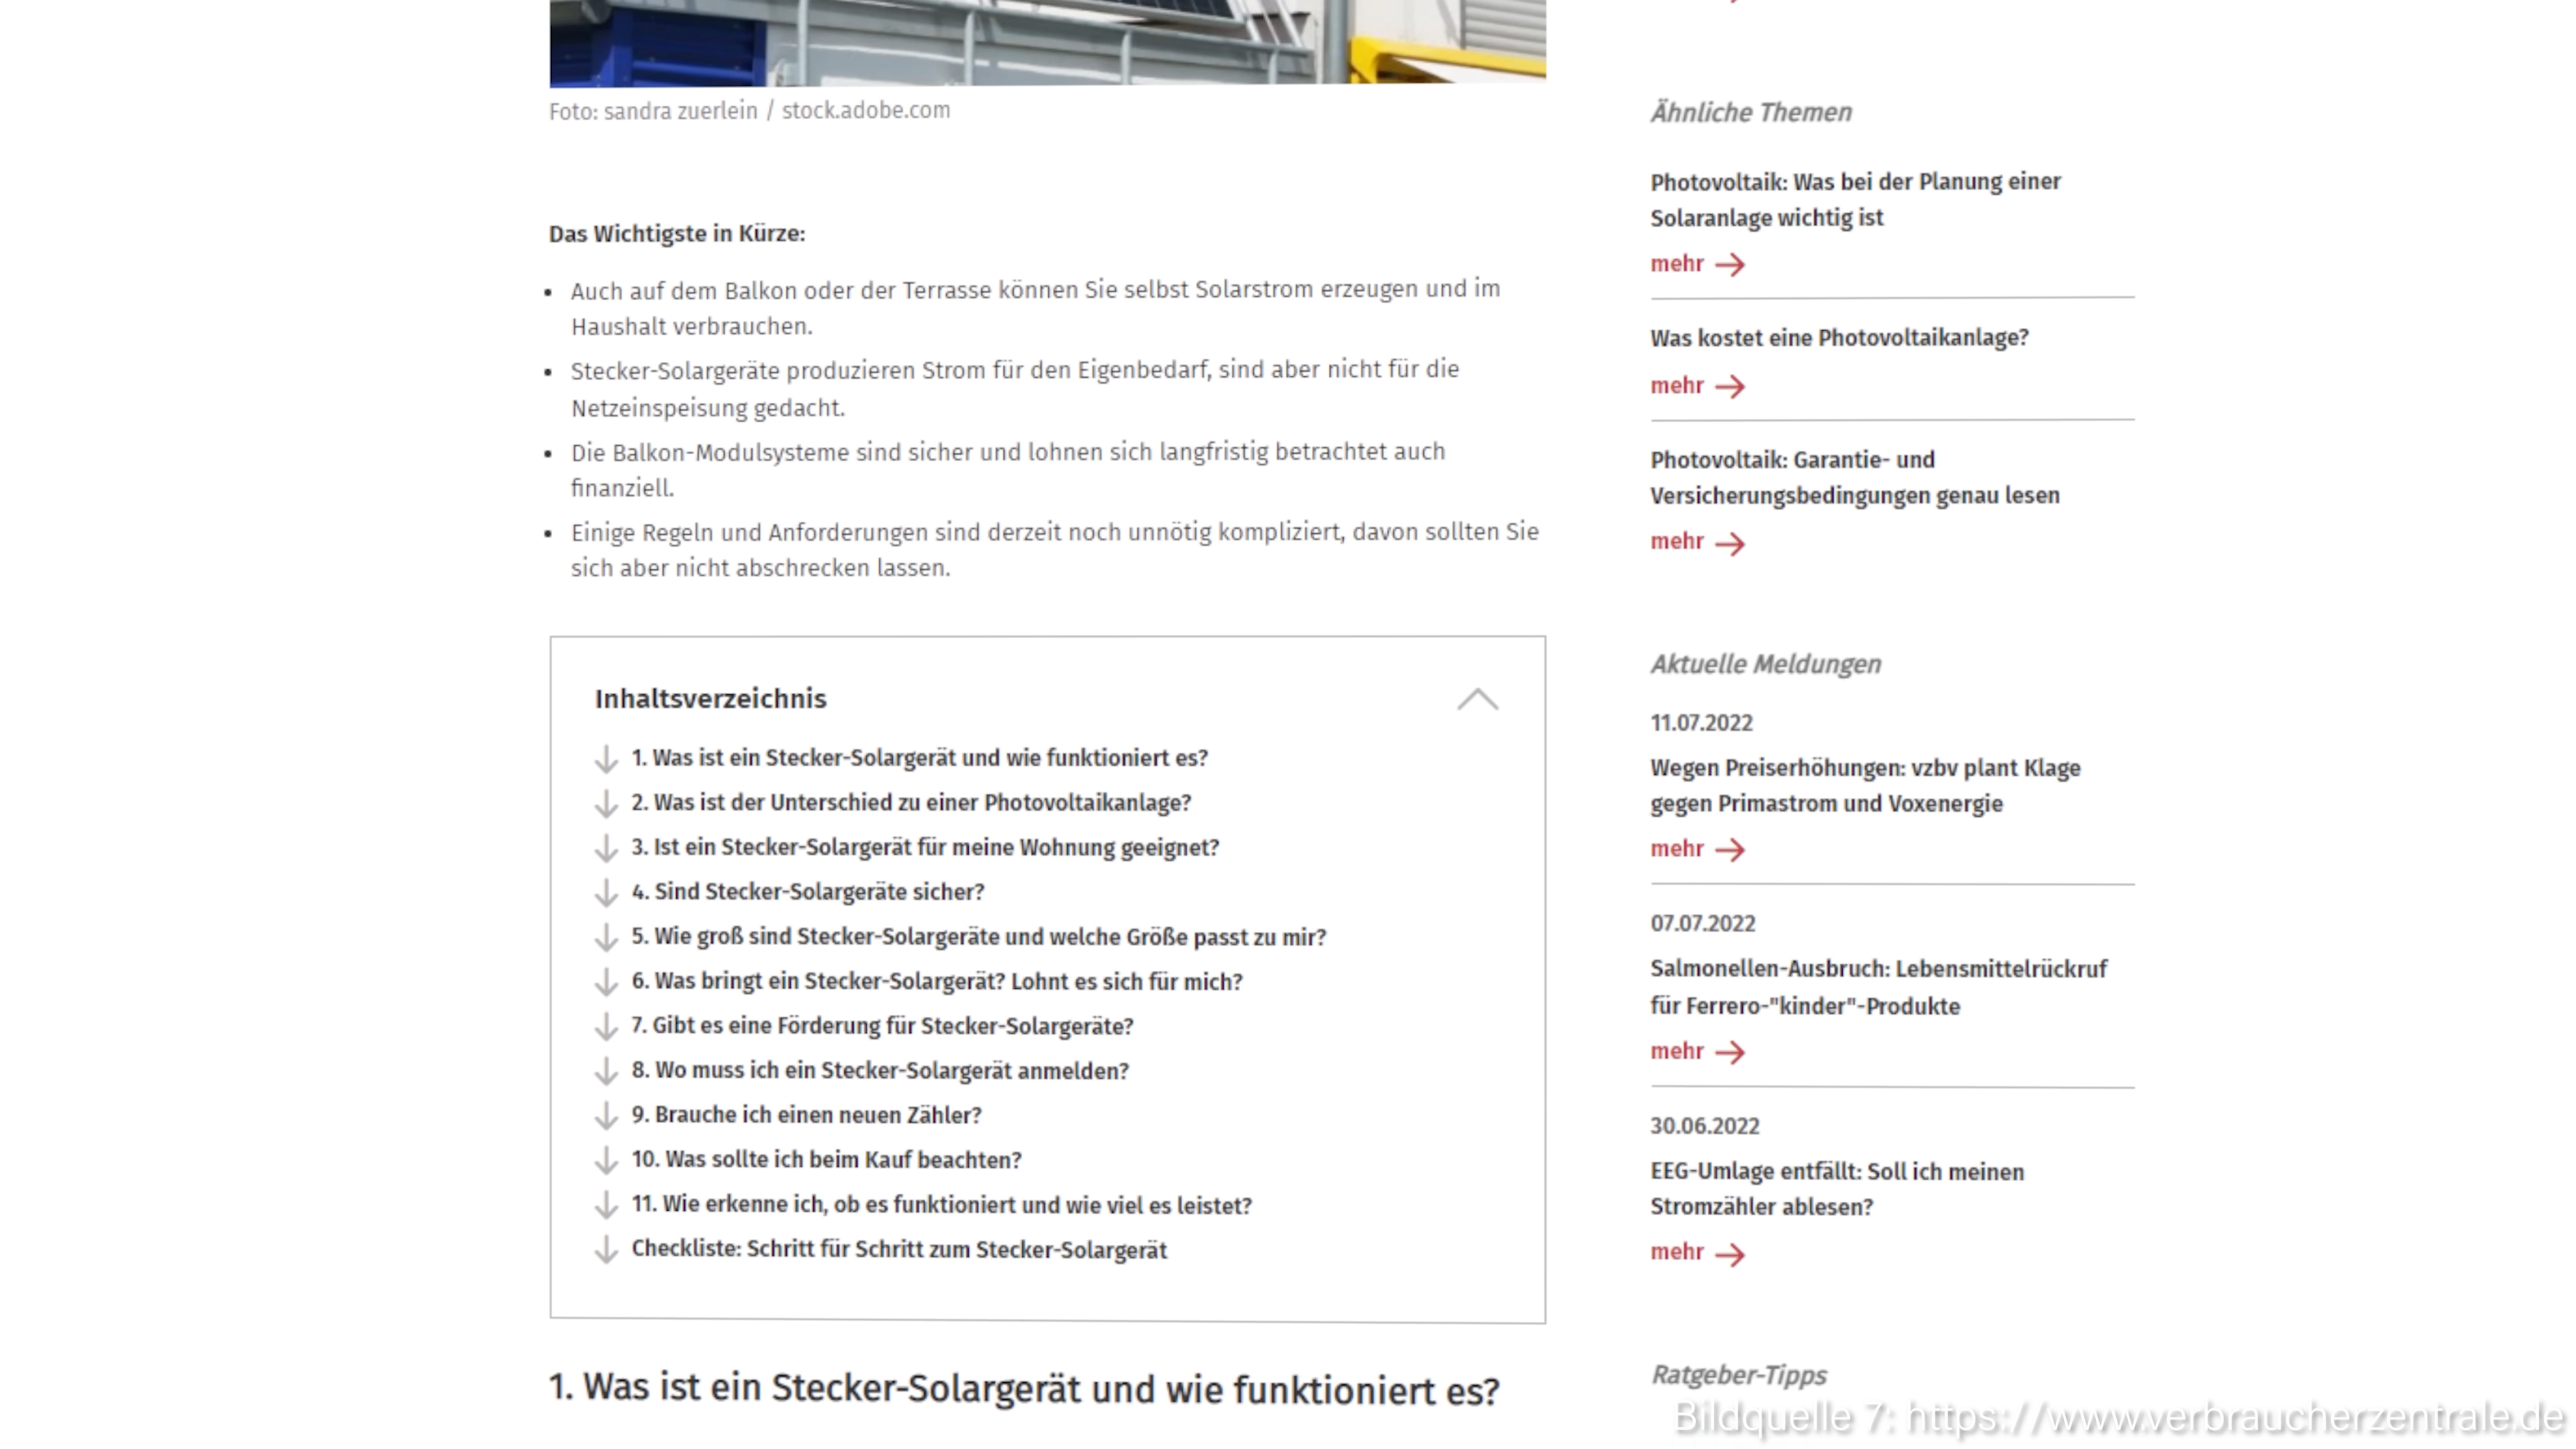 Foto: sandra zuerlein / stock.adobe.com
Das Wichtigste in Kürze:
• Auch auf dem Balkon oder der Terrasse können Sie selbst Solarstrom erzeugen und im
Haushalt verbrauchen.
• Stecker-Solargeräte produzieren Strom für den Eigenbedarf, sind aber nicht für die
Netzeinspeisung gedacht.
• Die Balkon-Modulsysteme sind sicher und lohnen sich langfristig betrachtet auch
finanziell.
• Einige Regeln und Anforderungen sind derzeit noch unnötig kompliziert, davon sollten Sie
sich aber nicht abschrecken lassen.
Inhaltsverzeichnis
1. Was ist ein Stecker-Solargerät und wie funktioniert es?
2. Was ist der Unterschied zu einer Photovoltaikanlage?
3. Ist ein Stecker-Solargerät für meine Wohnung geeignet?
4. Sind Stecker-Solargeräte sicher?
5. Wie groß sind Stecker-Solargeräte und welche Größe passt zu mir?
6. Was bringt ein Stecker-Solargerät? Lohnt es sich für mich?
7. Gibt es eine Förderung für Stecker-Solargeräte?
8. Wo muss ich ein Stecker-Solargerät anmelden?
9. Brauche ich einen neuen Zähler?
10. Was sollte ich beim Kauf beachten?
11. Wie erkenne ich, ob es funktioniert und wie viel es leistet?
Checkliste: Schritt für Schritt zum Stecker-Solargerät
1. Was ist ein Stecker-Solargerät und wie funktioniert es?
Ähnliche Themen
Photovoltaik: Was bei der Planung einer
Solaranlage wichtig ist
mehr
Was kostet eine Photovoltaikanlage?
mehr
Photovoltaik: Garantie- und
Versicherungsbedingungen genau lesen
mehr
Aktuelle Meldungen
11.07.2022
Wegen Preiserhöhungen: vzbv plant Klage
gegen Primastrom und Voxenergie
mehr
07.07.2022
Salmonellen-Ausbruch: Lebensmittelrückruf
für Ferrero-"kinder"-Produkte
mehr
30.06.2022
EEG-Umlage entfällt: Soll ich meinen
Stromzähler ablesen?
mehr
Ratgeber-Tipps
Bildquelle 7: https://www.verbraucherzentrale.de